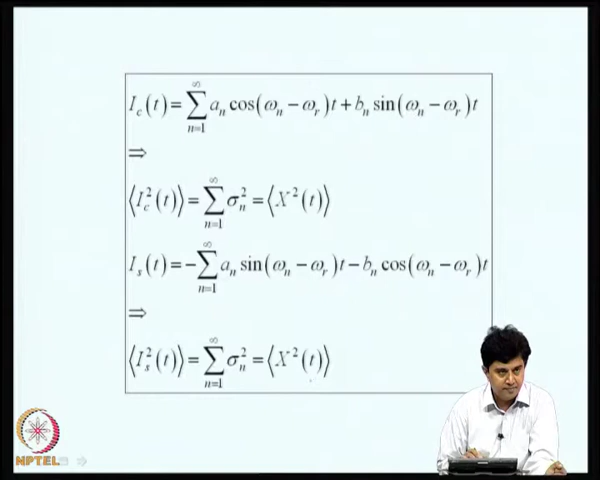 I_c(t) = ∑_{n=1}^{∞} a_n cos(ω_n − ω_r)t + b_n sin(ω_n − ω_r)t
⇒
⟨I_c^2(t)⟩ = ∑_{n=1}^{∞} σ_n^2 = ⟨X^2(t)⟩
I_s(t) = −∑_{n=1}^{∞} a_n sin(ω_n − ω_r)t − b_n cos(ω_n − ω_r)t
⇒
⟨I_s^2(t)⟩ = ∑_{n=1}^{∞} σ_n^2 = ⟨X^2(t)⟩
NPTEL